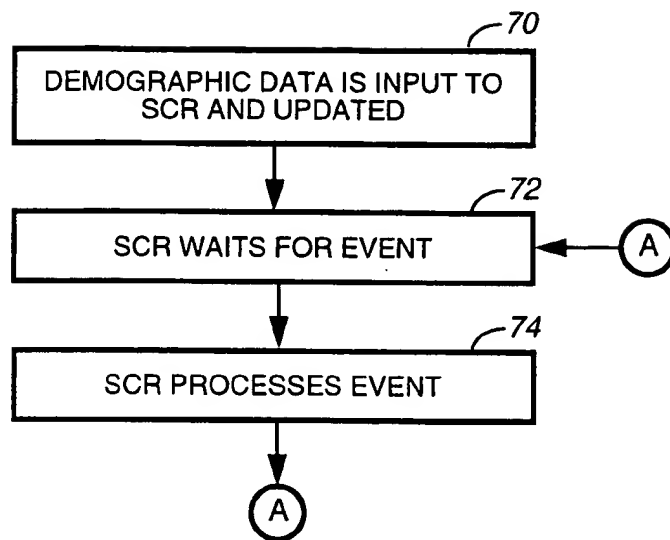 70
DEMOGRAPHIC DATA IS INPUT TO
SCR AND UPDATED
72
SCR WAITS FOR EVENT
A
74
SCR PROCESSES EVENT
A